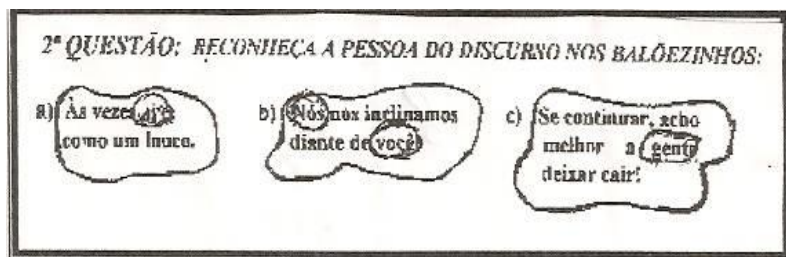 2ª QUESTÃO: RECONHEÇA A PESSOA DO DISCURSO NOS BALÕEZINHOS:
a) Às vezes
como um louco.
b) Nós nos inclinamos
diante de você
c) Se continuar, acho
melhor a gente
deixar cair!